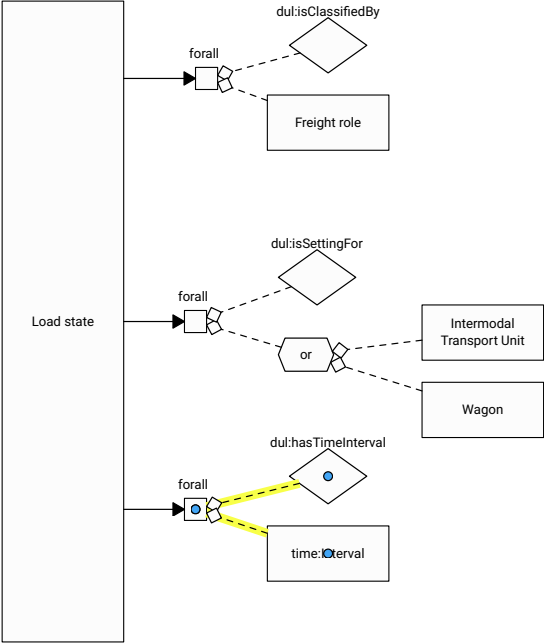 dul:isClassifiedBy
forall
Freight role
dul:isSettingFor
forall
Load state
or
Intermodal
Transport Unit
Wagon
dul:hasTimeInterval
forall
time:Interval